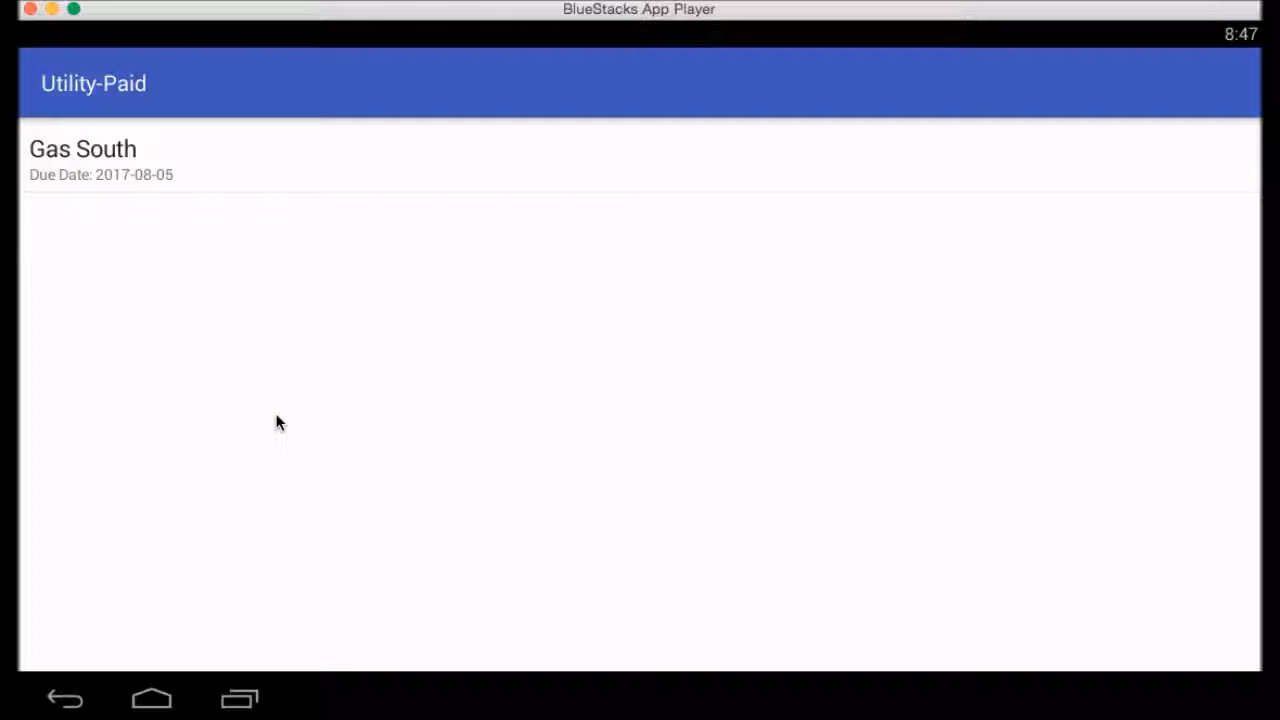 BlueStacks App Player
8:47
Utility-Paid
Gas South
Due Date: 2017-08-05